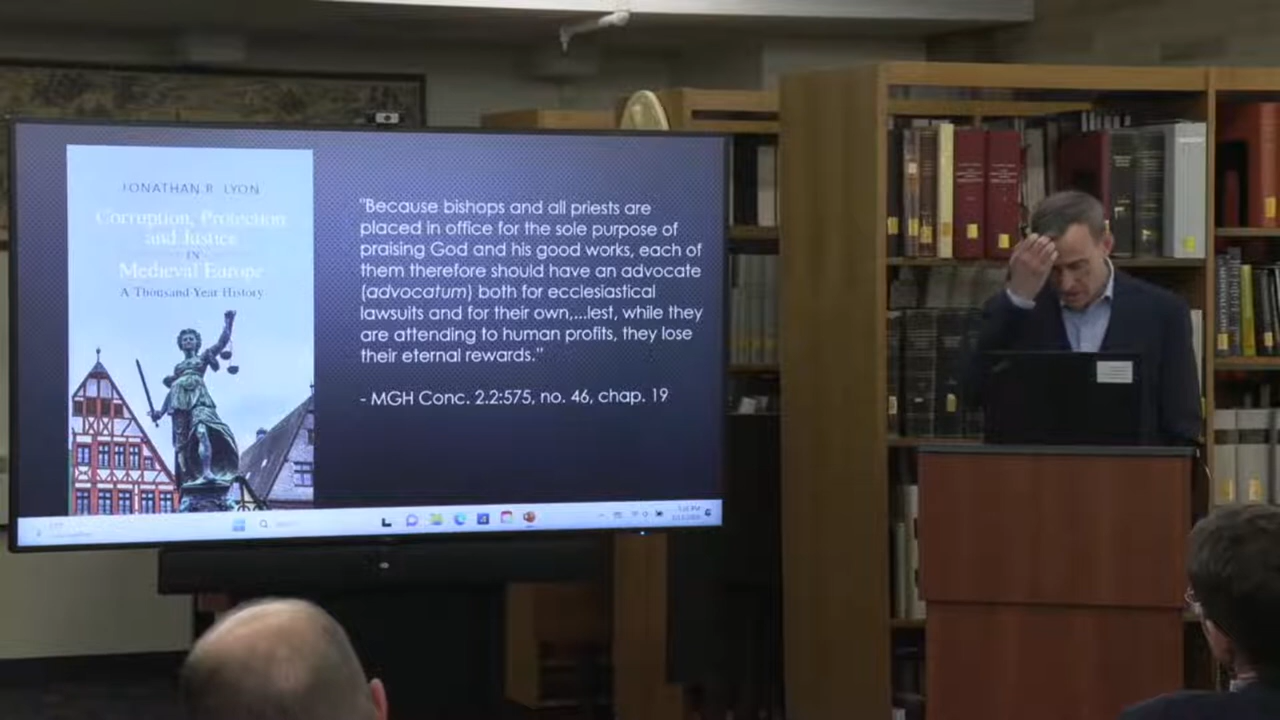 JONATHAN R. LYON
Corruption, Protection
and Justice
IN
Medieval Europe
A Thousand-Year History
"Because bishops and all priests are
placed in office for the sole purpose of
praising God and his good works, each of
them therefore should have an advocate
(advocatum) both for ecclesiastical
lawsuits and for their own,...lest, while they
are attending to human profits, they lose
their eternal rewards."
- MGH Conc. 2.2:575, no. 46, chap. 19